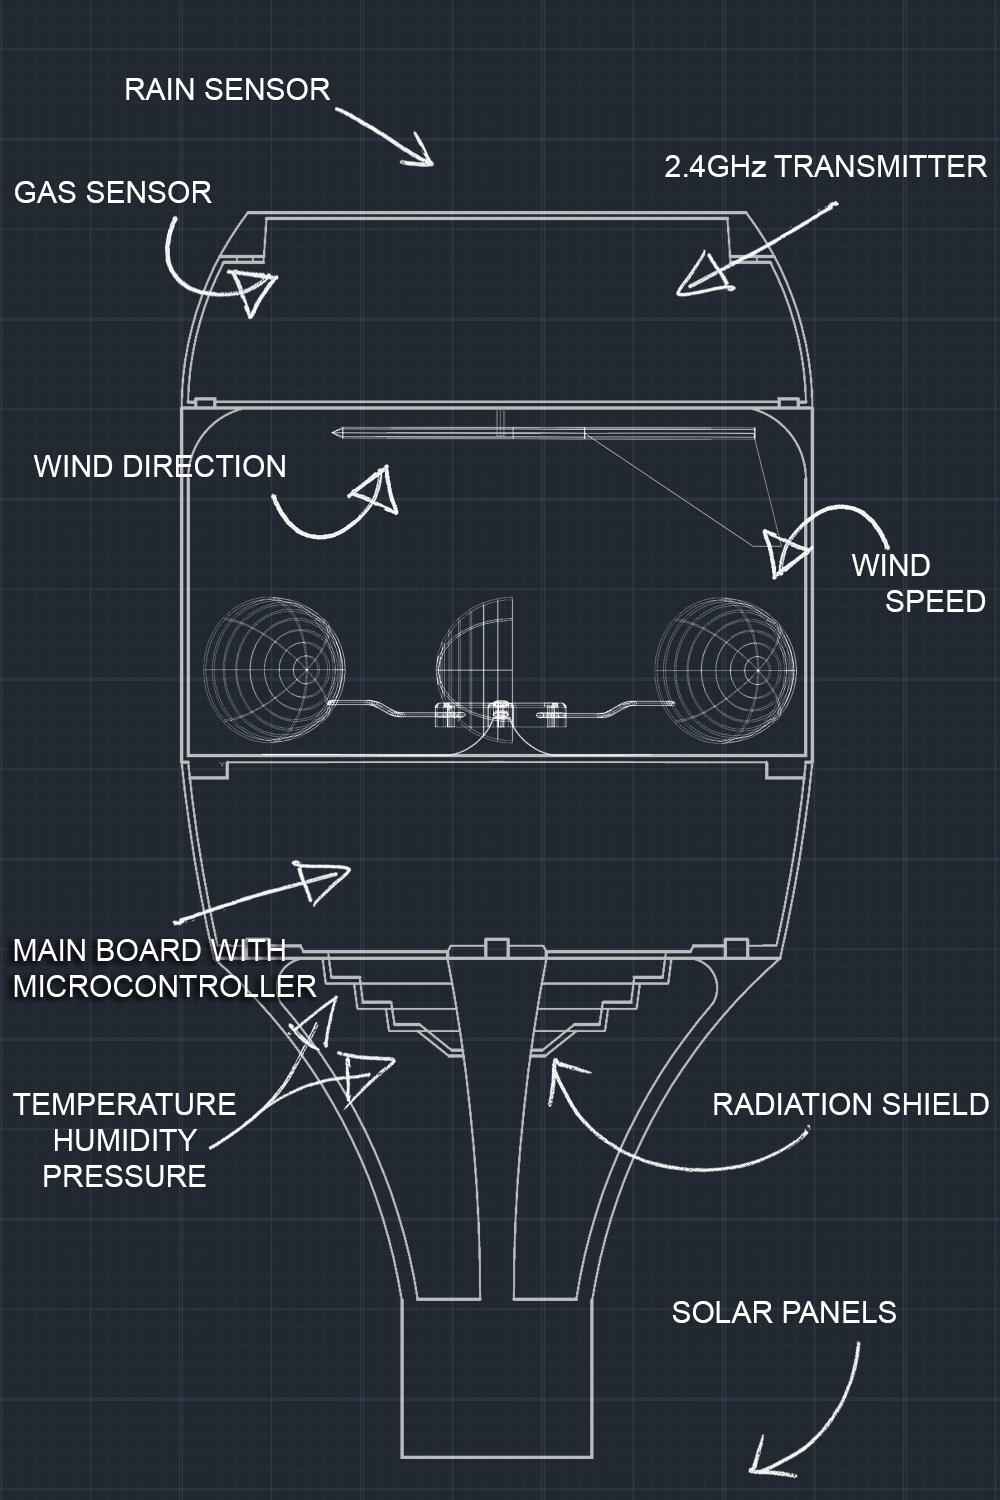 RAIN SENSOR
2.4GHz TRANSMITTER
GAS SENSOR
WIND DIRECTION
WIND
SPEED
MAIN BOARD WITH
MICROCONTROLLER
TEMPERATURE
HUMIDITY
PRESSURE
RADIATION SHIELD
SOLAR PANELS